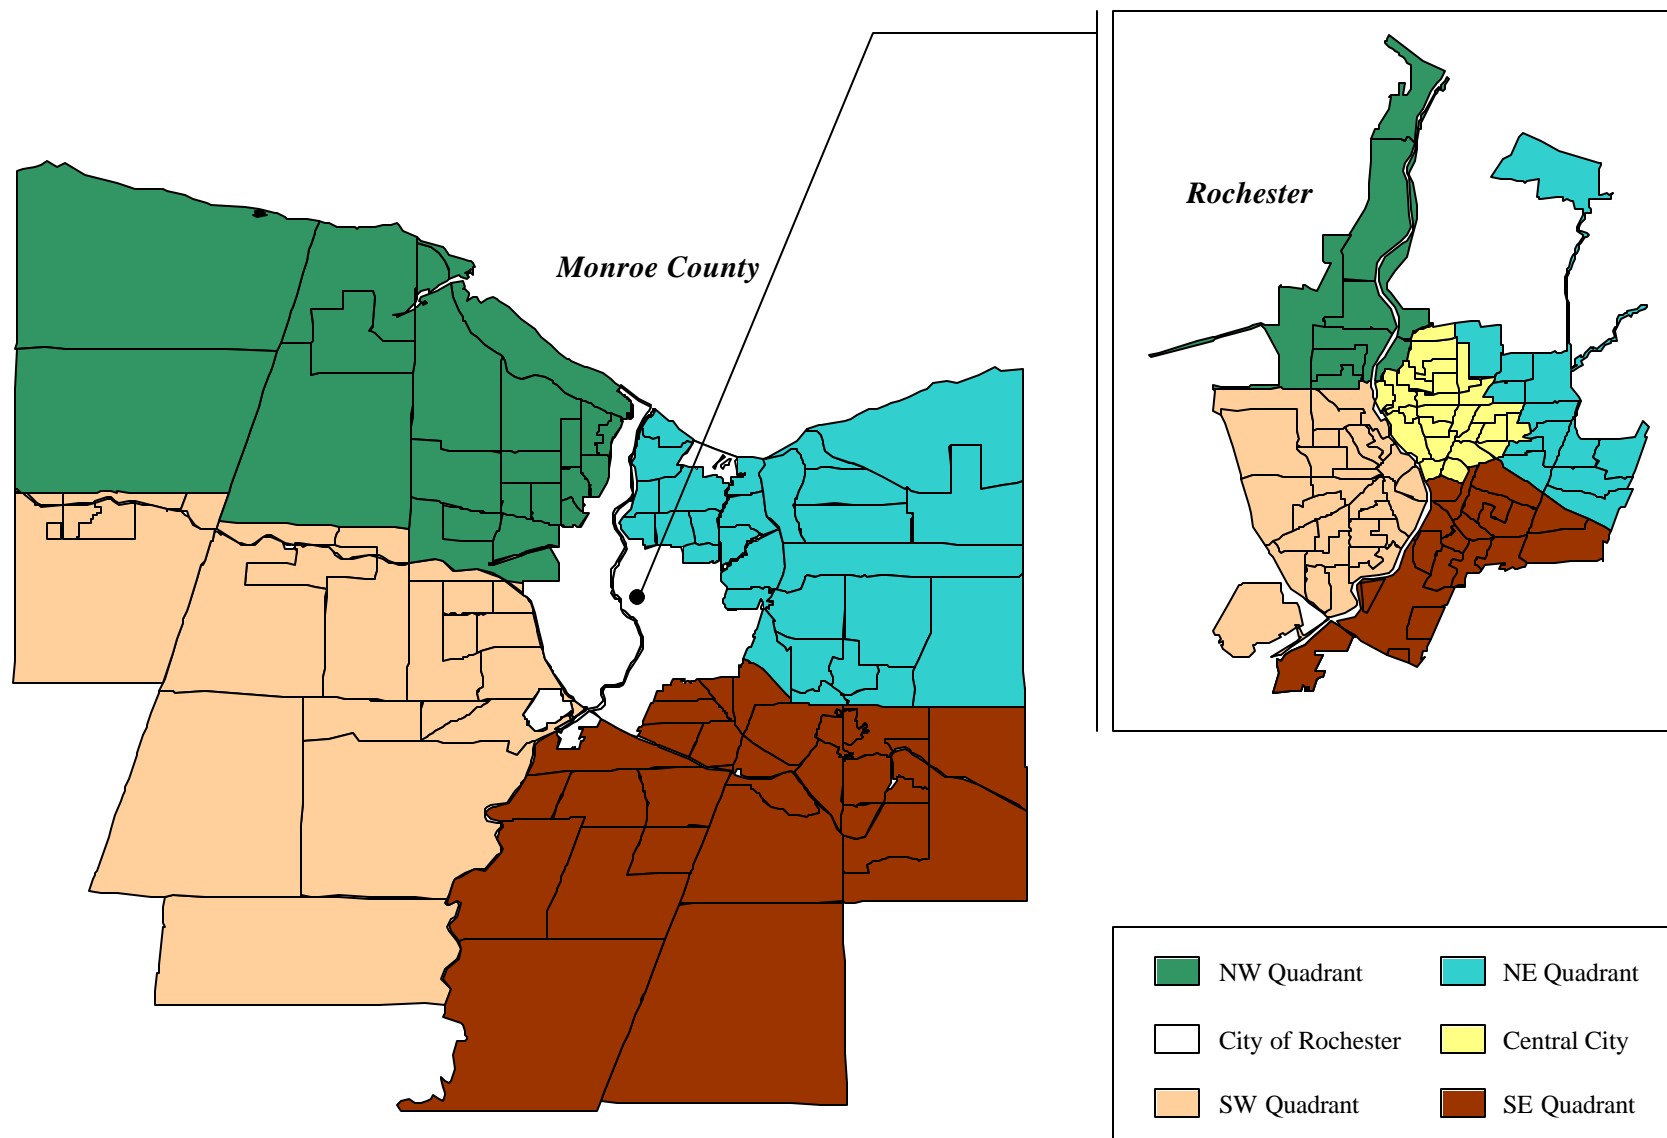 Rochester
Monroe County
NW Quadrant
NE Quadrant
City of Rochester
Central City
SW Quadrant
SE Quadrant